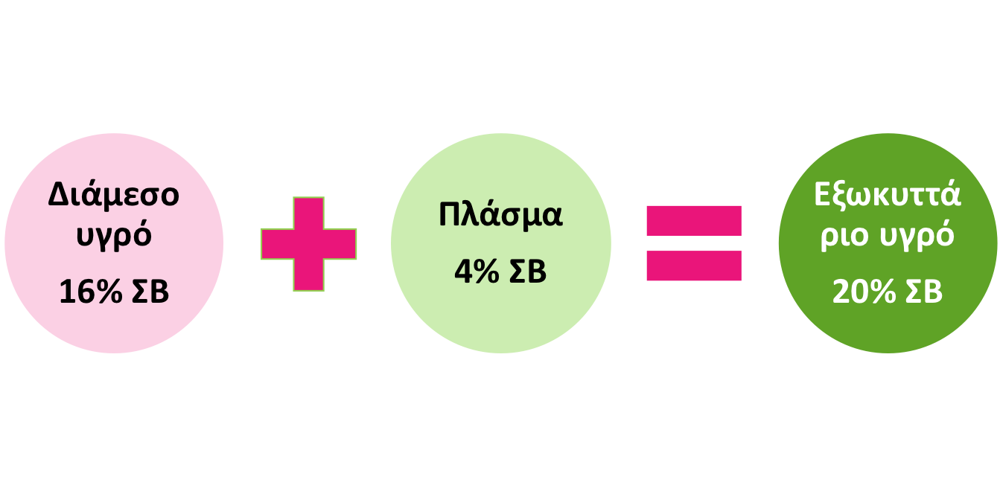 Διάμεσο
υγρό
16% ΣΒ
Πλάσμα
4% ΣΒ
Εξωκυττά
ριο υγρό
20% ΣΒ